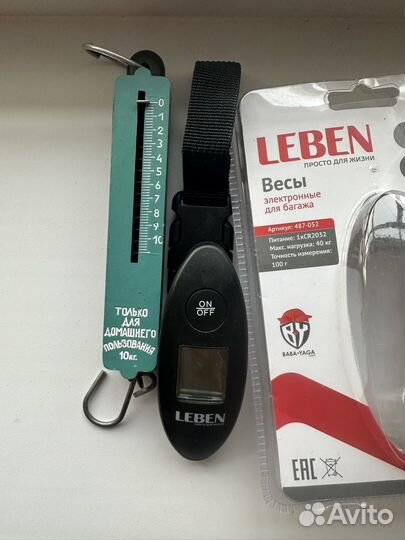 0
1
2
3
4
5
6
7
8
9
10
ТОЛЬКО
ДЛЯ
ДОМАШНЕГО
ПОЛЬЗОВАНИЯ
10кг.
ON
OFF
LEBEN
LEBEN
ПРОСТО ДЛЯ ЖИЗНИ
Весы
электронные
для багажа
Артикул: 487-052
Питание: 1xCR2032
Макс. нагрузка: 40 кг
Точность измерения:
100 г
BABA-YAGA
EAC
Avito